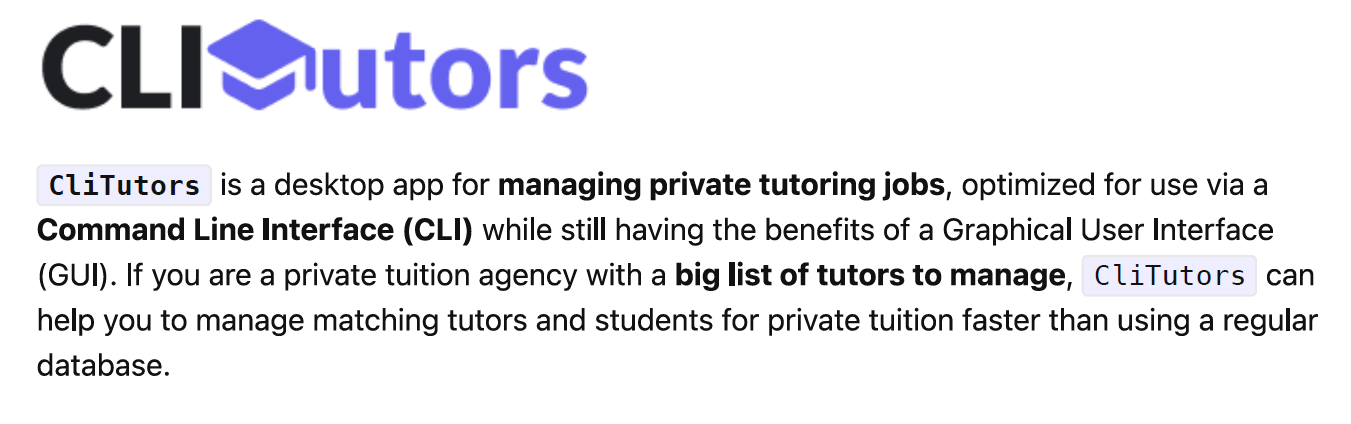 CLITutors
CliTutors is a desktop app for managing private tutoring jobs, optimized for use via a
Command Line Interface (CLI) while still having the benefits of a Graphical User Interface
(GUI). If you are a private tuition agency with a big list of tutors to manage, CliTutors can
help you to manage matching tutors and students for private tuition faster than using a regular
database.